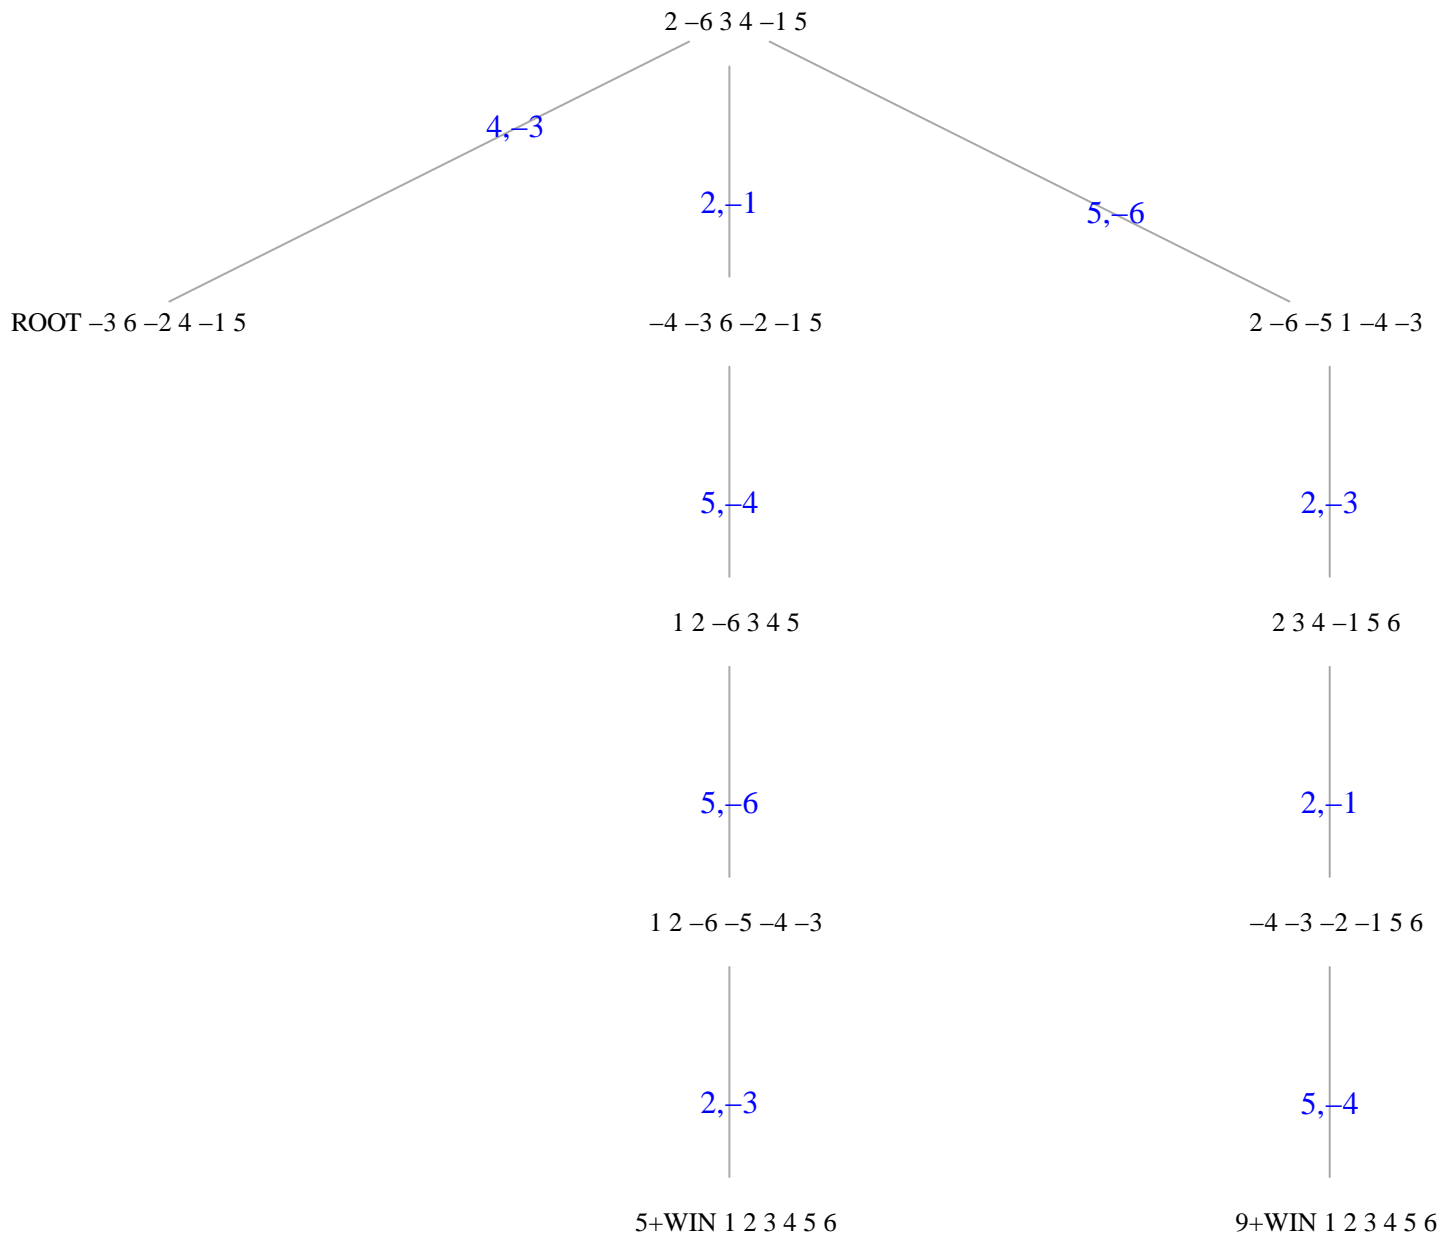 2 –6 3 4 –1 5
4,–3
2,–1
5,–6
ROOT –3 6 –2 4 –1 5
–4 –3 6 –2 –1 5
2 –6 –5 1 –4 –3
5,–4
2,–3
1 2 –6 3 4 5
2 3 4 –1 5 6
5,–6
2,–1
1 2 –6 –5 –4 –3
–4 –3 –2 –1 5 6
2,–3
5,–4
5+WIN 1 2 3 4 5 6
9+WIN 1 2 3 4 5 6